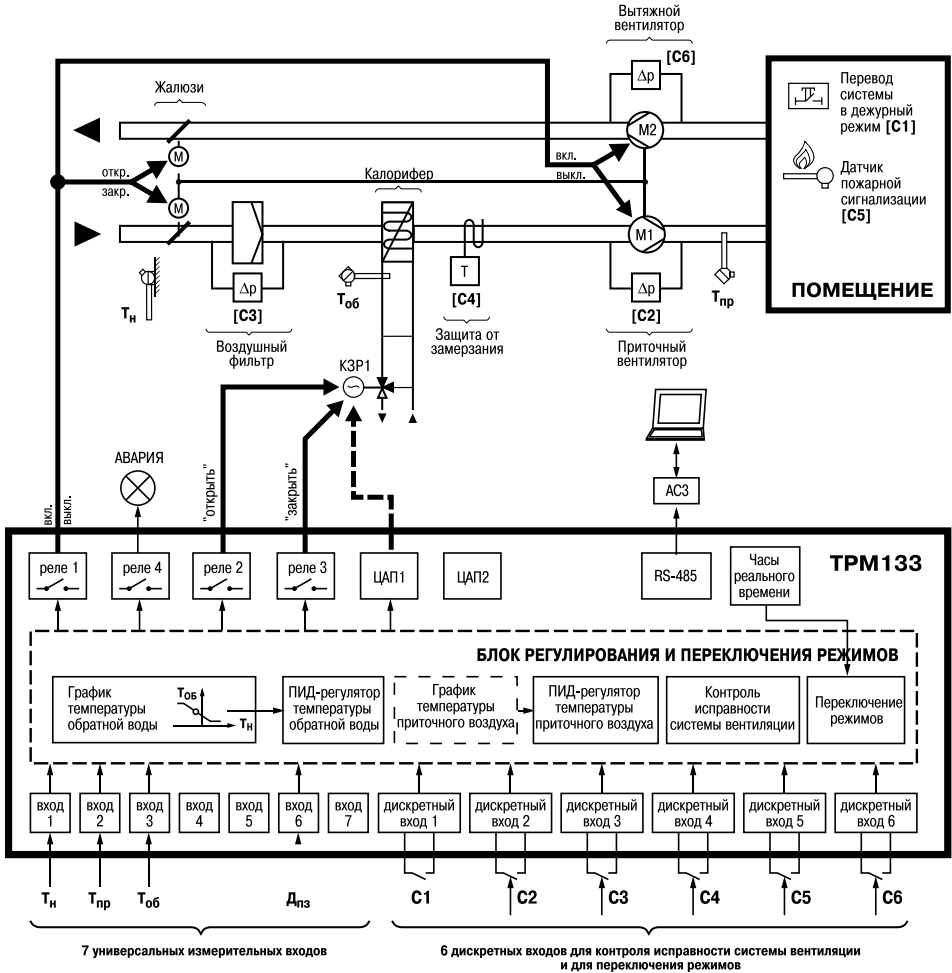 Вытяжной
вентилятор
[C6]
Δp
Жалюзи
M2
M
откр.
закр.
M
вкл.
выкл.
Калорифер
M1
Перевод
системы
в дежурный
режим [C1]
Датчик
пожарной
сигнализации
[C5]
ПОМЕЩЕНИЕ
Tн
Δp
[C3]
Воздушный
фильтр
Tоб
T
[C4]
Защита от
замерзания
Δp
[C2]
Приточный
вентилятор
Tпр
КЗР1
АВАРИЯ
вкл.
выкл.
"открыть"
"закрыть"
АС3
реле 1
реле 4
реле 2
реле 3
ЦАП1
ЦАП2
RS-485
Часы
реального
времени
ТРМ133
БЛОК РЕГУЛИРОВАНИЯ И ПЕРЕКЛЮЧЕНИЯ РЕЖИМОВ
График
температуры
обратной воды
Tоб
Tн
ПИД-регулятор
температуры
обратной воды
График
температуры
приточного воздуха
ПИД-регулятор
температуры
приточного воздуха
Контроль
исправности
системы вентиляции
Переключение
режимов
вход
1
вход
2
вход
3
вход
4
вход
5
вход
6
вход
7
дискретный
вход 1
дискретный
вход 2
дискретный
вход 3
дискретный
вход 4
дискретный
вход 5
дискретный
вход 6
Tн
Tпр
Tоб
Дпз
C1
C2
C3
C4
C5
C6
7 универсальных измерительных входов
6 дискретных входов для контроля исправности системы вентиляции
и для переключения режимов